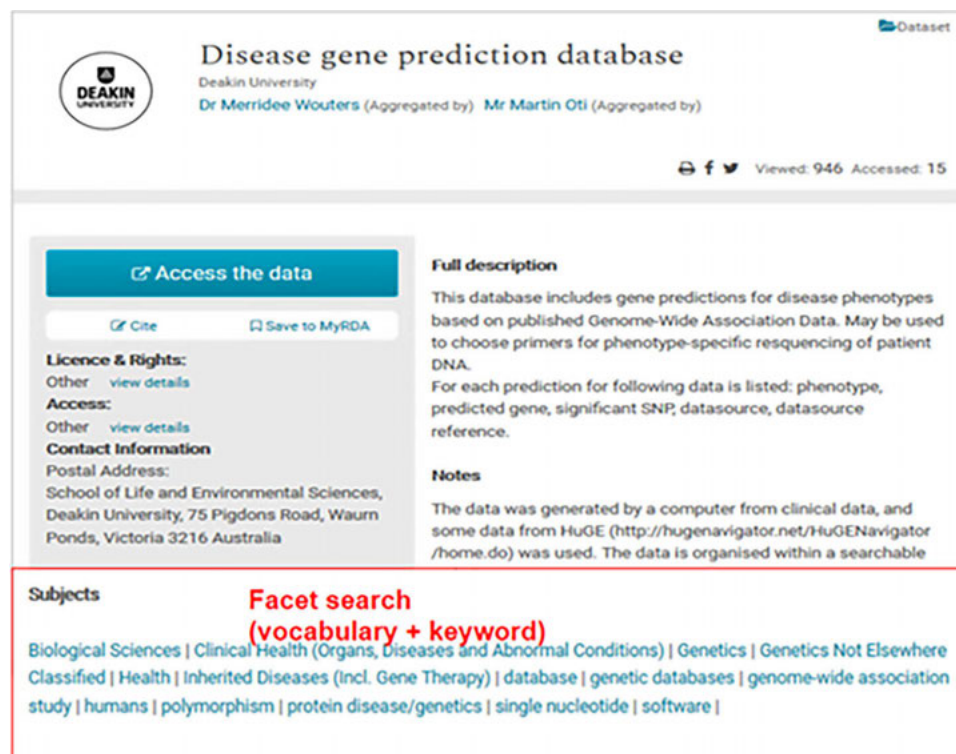 Dataset
Disease gene prediction database
DEAKIN
UNIVERSITY
Deakin University
Dr Merridee Wouters (Aggregated by) Mr Martin Oti (Aggregated by)
Viewed: 946 Accessed: 15
Access the data
Cite Save to MyRDA
Licence & Rights:
Other view details
Access:
Other view details
Contact Information
Postal Address:
School of Life and Environmental Sciences,
Deakin University, 75 Pigdons Road, Waurn
Ponds, Victoria 3216 Australia
Full description
This database includes gene predictions for disease phenotypes
based on published Genome-Wide Association Data. May be used
to choose primers for phenotype-specific resquencing of patient
DNA.
For each prediction for following data is listed: phenotype,
predicted gene, significant SNP, datasource, datasource
reference.
Notes
The data was generated by a computer from clinical data, and
some data from HuGE (http://hugenavigator.net/HuGENavigator
/home.do) was used. The data is organised within a searchable
Subjects
Facet search
(vocabulary + keyword)
Biological Sciences | Clinical Health (Organs, Diseases and Abnormal Conditions) | Genetics | Genetics Not Elsewhere
Classified | Health | Inherited Diseases (Incl. Gene Therapy) | database | genetic databases | genome-wide association
study | humans | polymorphism | protein disease/genetics | single nucleotide | software |